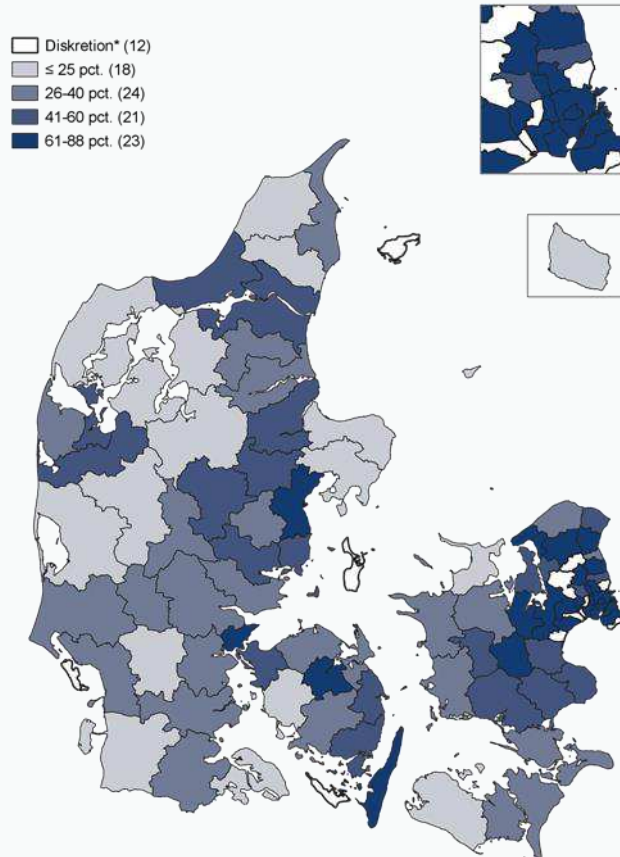 Diskretion* (12)
≤ 25 pct. (18)
26-40 pct. (24)
41-60 pct. (21)
61-88 pct. (23)